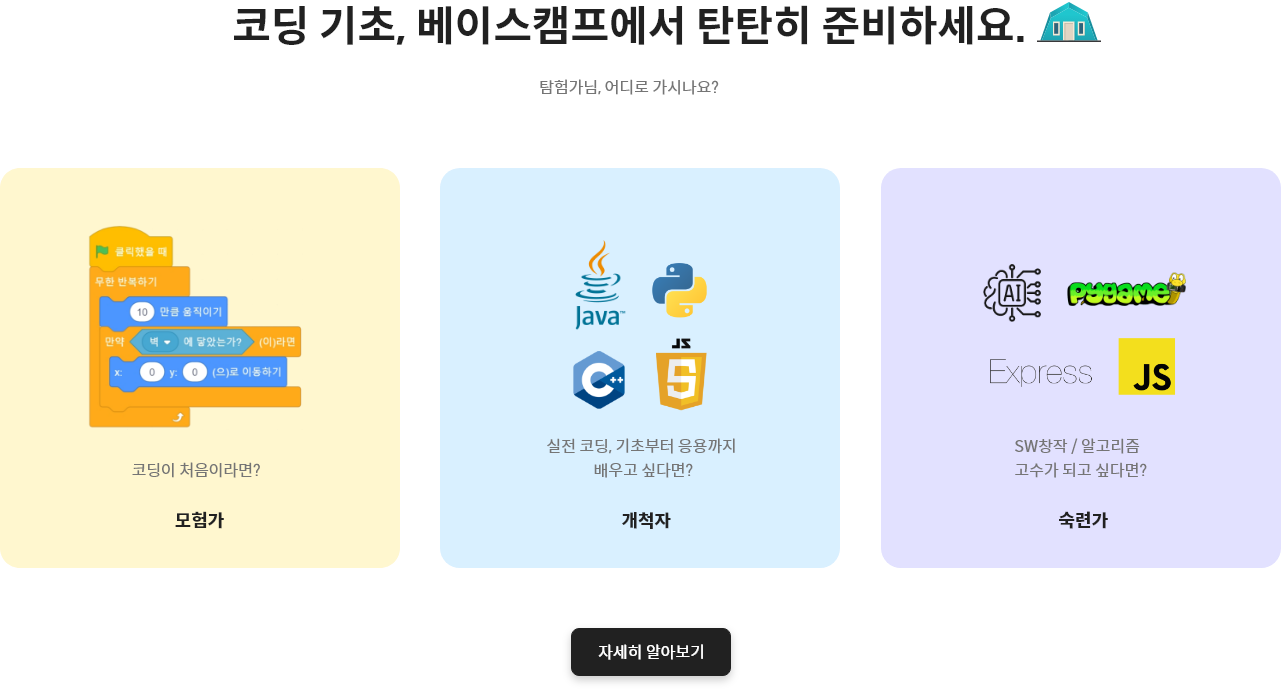 코딩 기초, 베이스캠프에서 탄탄히 준비하세요.
탐험가님, 어디로 가시나요?
클릭했을 때
무한 반복하기
10 만큼 움직이기
만약 벽 에 닿았는가? (이)라면
x: 0 y: 0 (으)로 이동하기
코딩이 처음이라면?
모험가
Java
C++
JS
5
실전 코딩, 기초부터 응용까지
배우고 싶다면?
개척자
AI
pygame
Express
JS
SW창작 / 알고리즘
고수가 되고 싶다면?
숙련가
자세히 알아보기